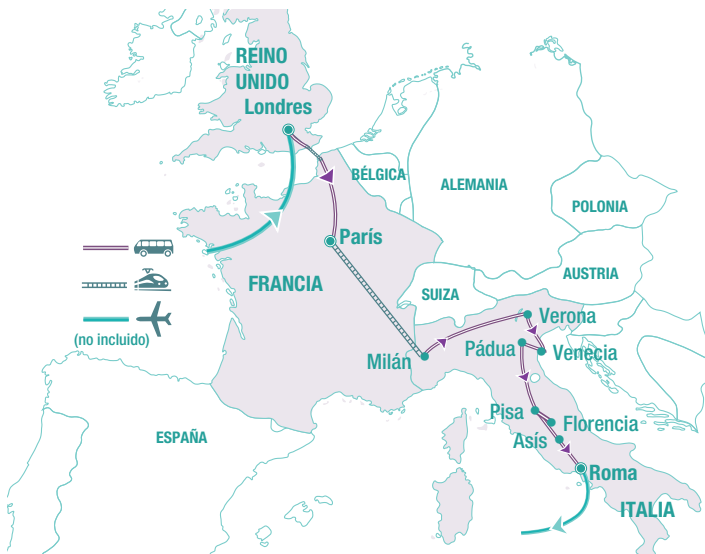 REINO
UNIDO
Londres
BÉLGICA
ALEMANIA
POLONIA
París
FRANCIA
AUSTRIA
SUIZA
(no incluido)
Verona
Milán
Pádua
Venecia
Pisa
Florencia
ESPAÑA
Asís
Roma
ITALIA